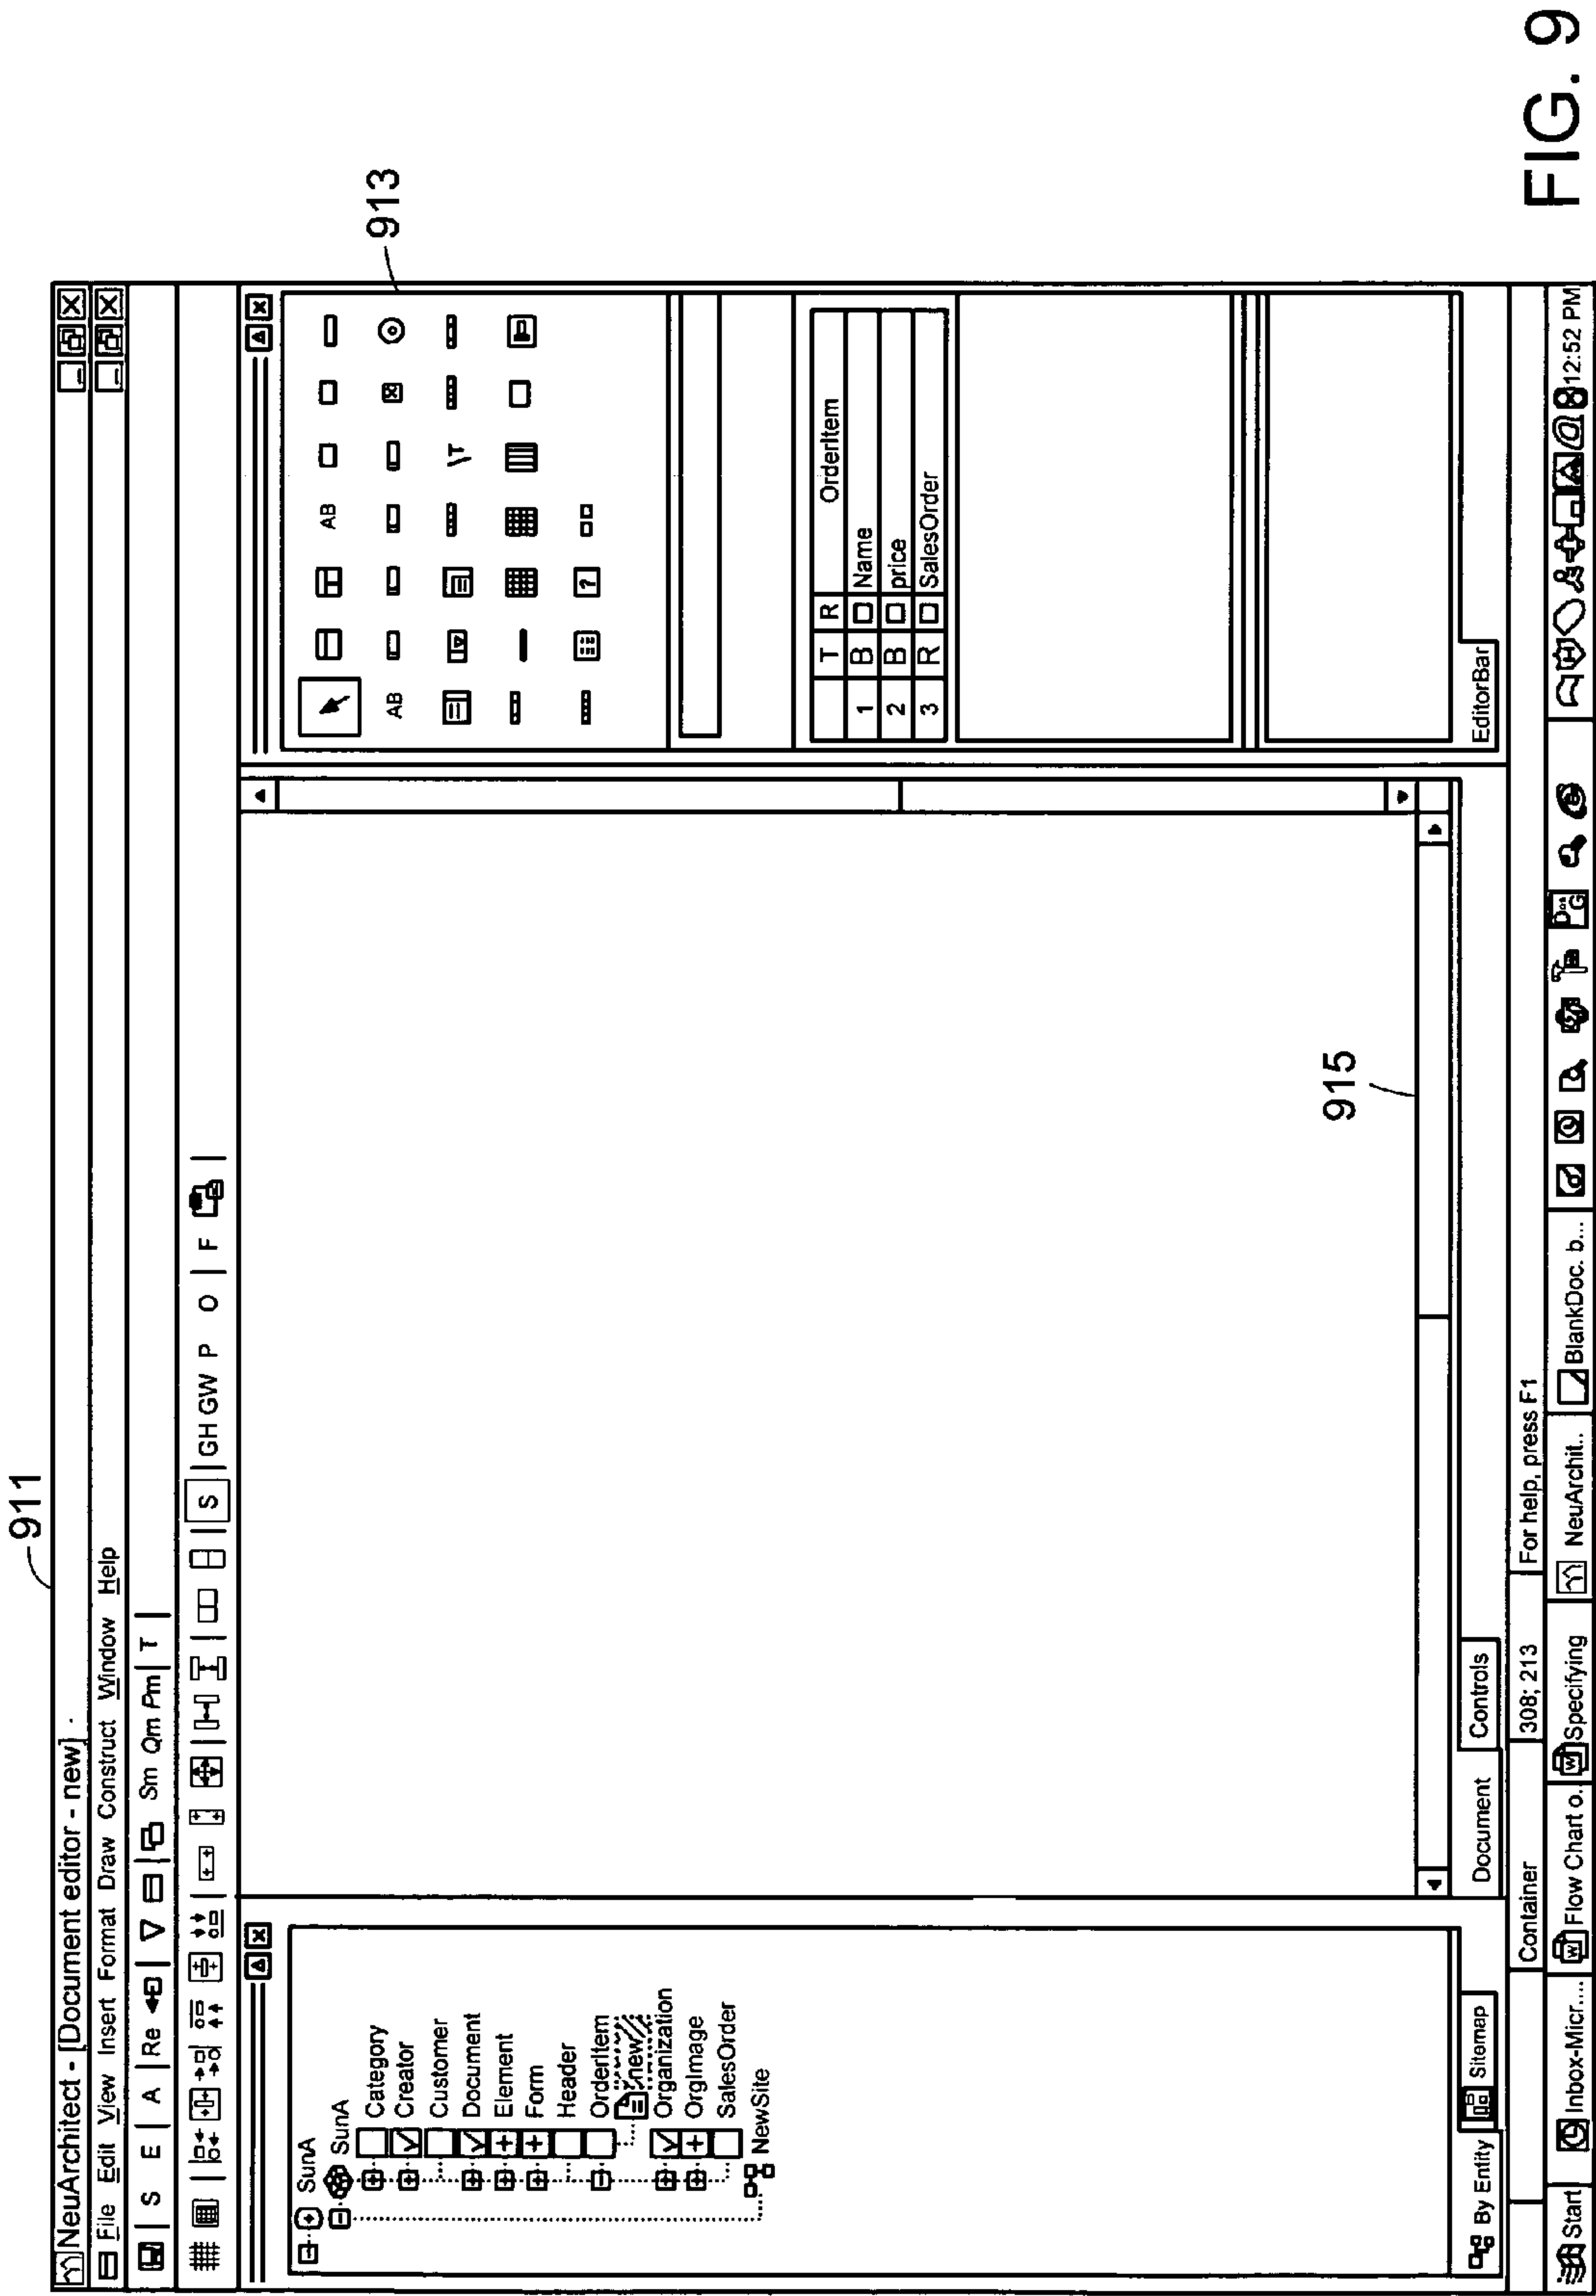 911
NeuArchitect - [Document editor - new]
File Edit View Insert Format Draw Construct Window Help
S E A Re Sm Qm Pm T
S GH GW P O F
SunA
SunA
Category
Creator
Customer
Document
Element
Form
Header
OrderItem
new
Organization
OrgImage
SalesOrder
NewSite
By Entity Sitemap
Document Controls
915
913
AB
AB
T R OrderItem
1 B Name
2 B price
3 R SalesOrder
EditorBar
Container 308; 213 For help, press F1
Start Inbox-Micr.... Flow Chart o. Specifying NeuArchit.. BlankDoc. b... 12:52 PM
FIG. 9